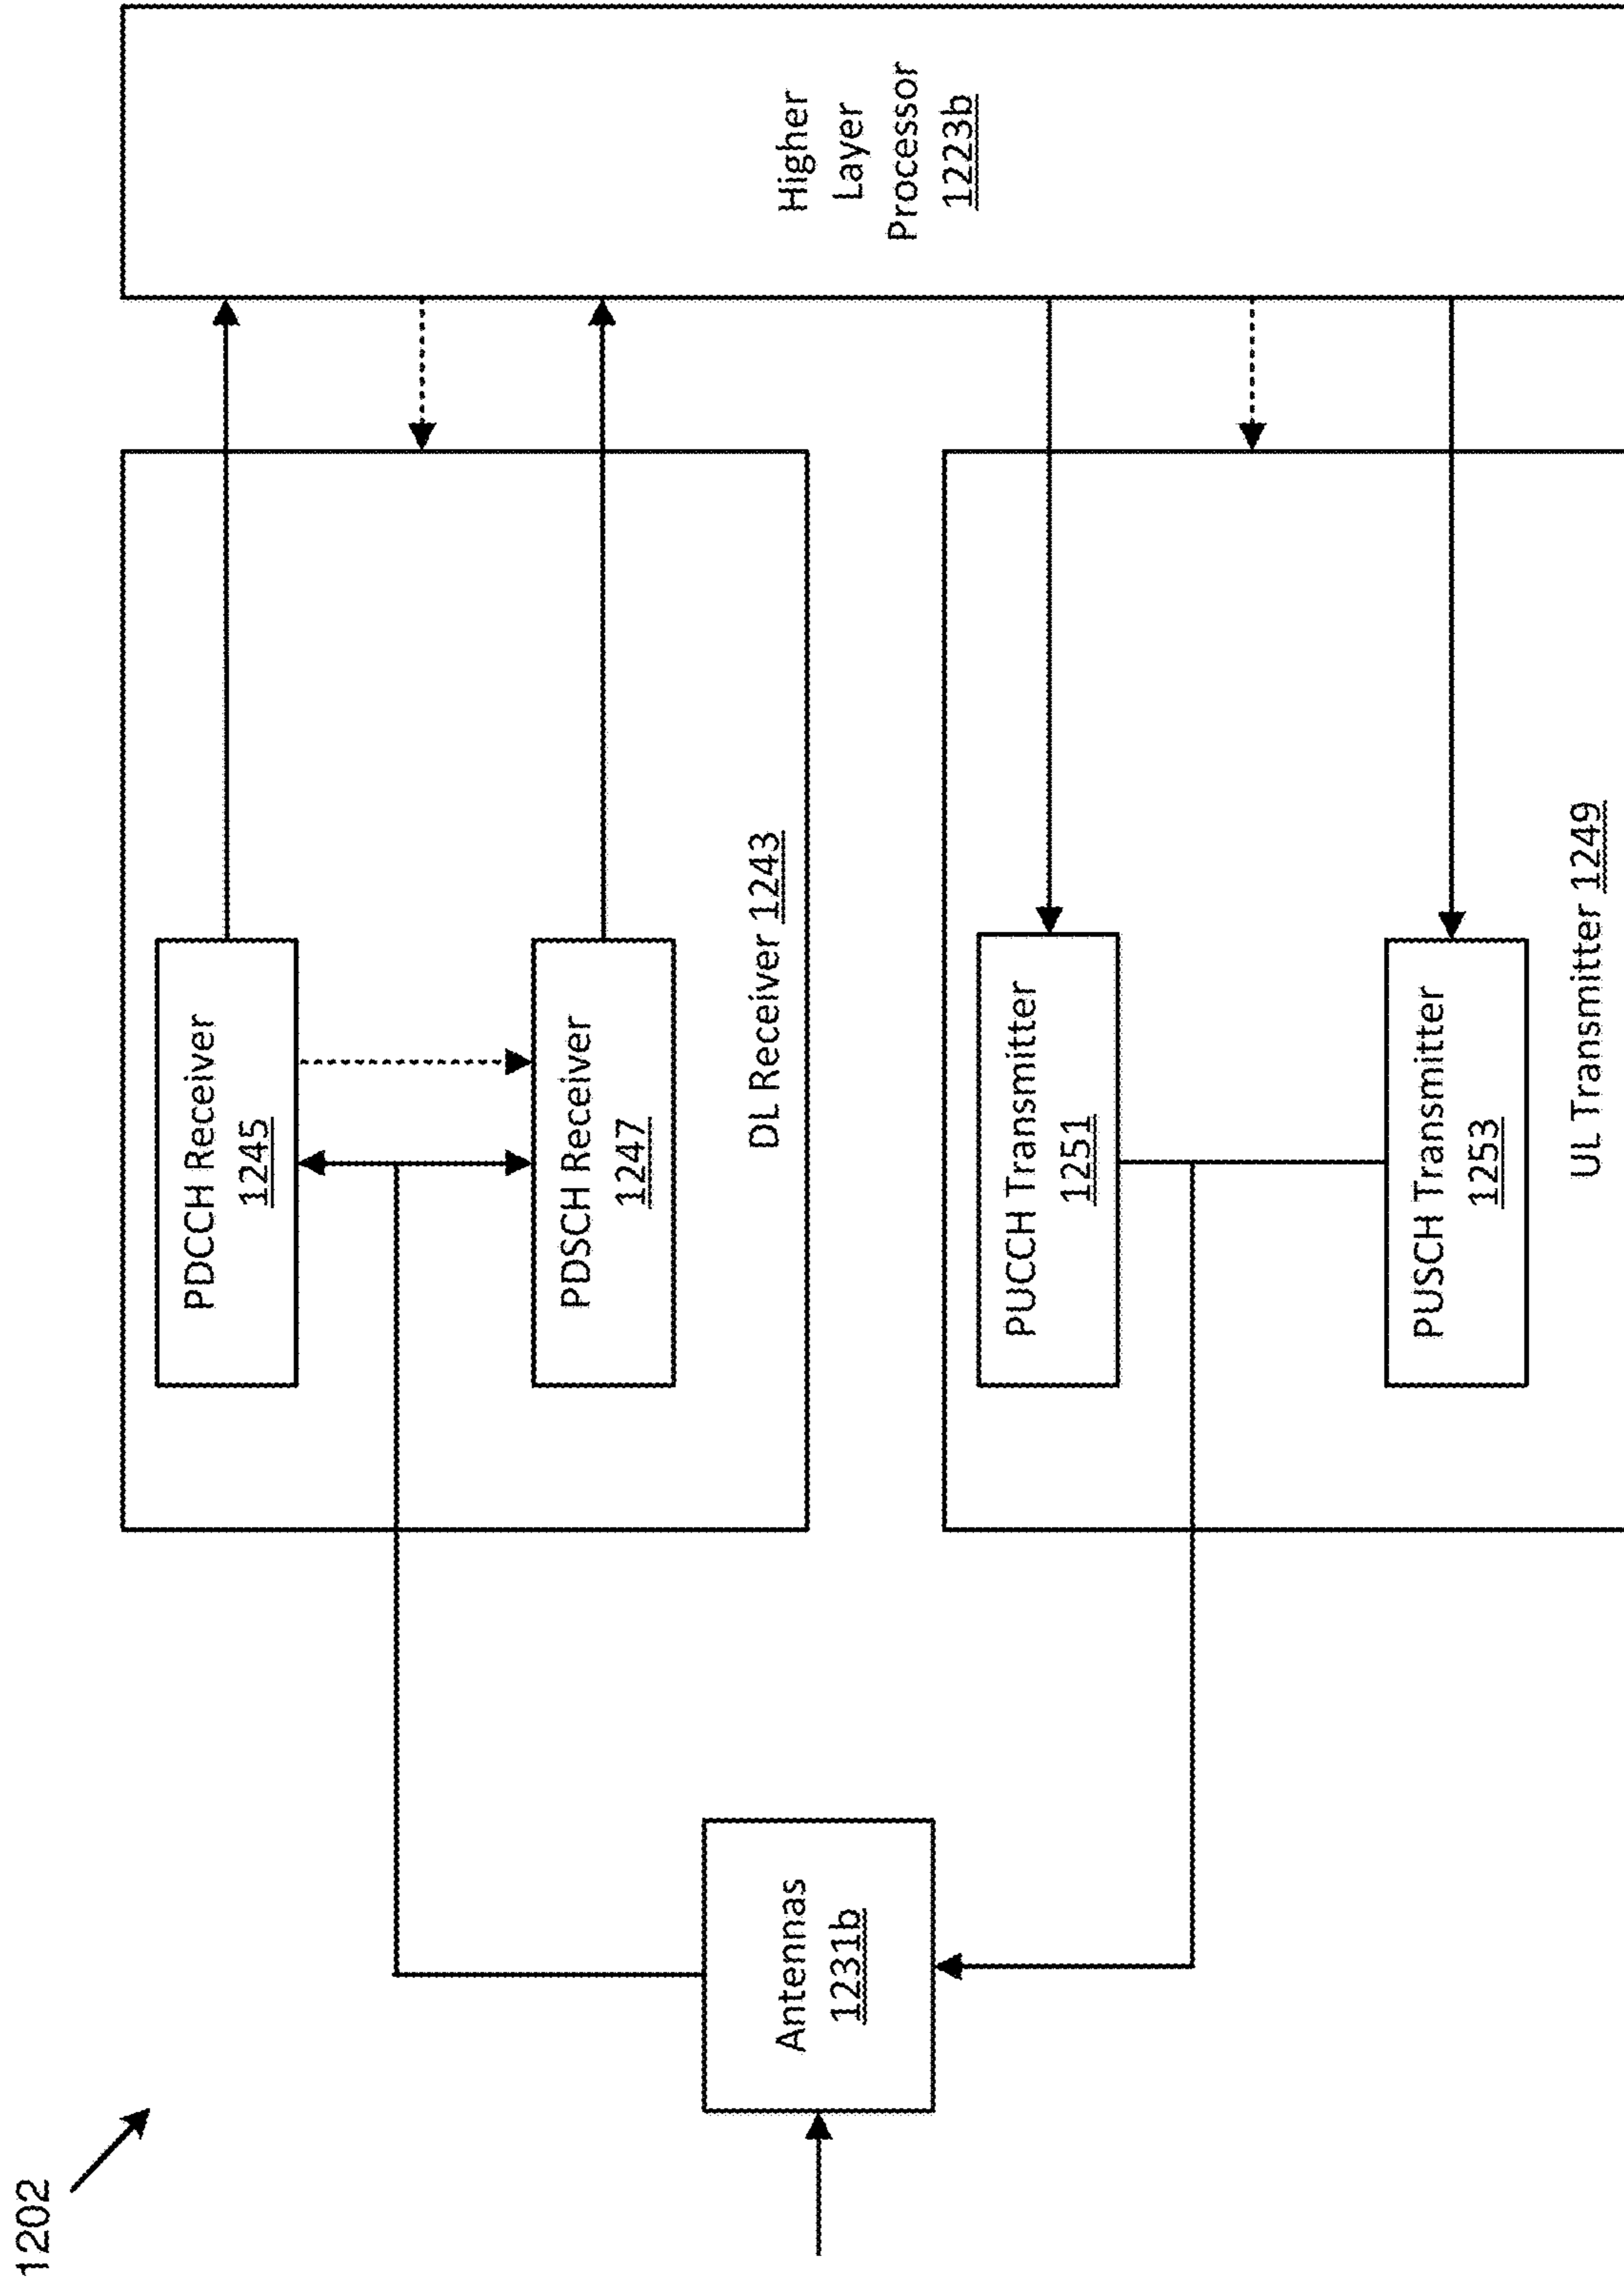 1202
Antennas
1231b
PDCCH Receiver
1245
PDSCH Receiver
1247
DL Receiver 1243
PUCCH Transmitter
1251
PUSCH Transmitter
1253
UL Transmitter 1249
Higher
Layer
Processor
1223b